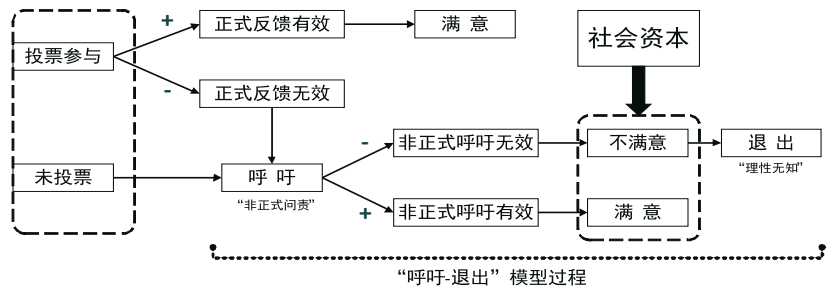 +
正式反馈有效
满意
社会资本
投票参与
-
正式反馈无效
-
非正式呼吁无效
不满意
退出
“理性无知”
未投票
呼吁
“非正式问责”
+
非正式呼吁有效
满意
“呼吁-退出”模型过程